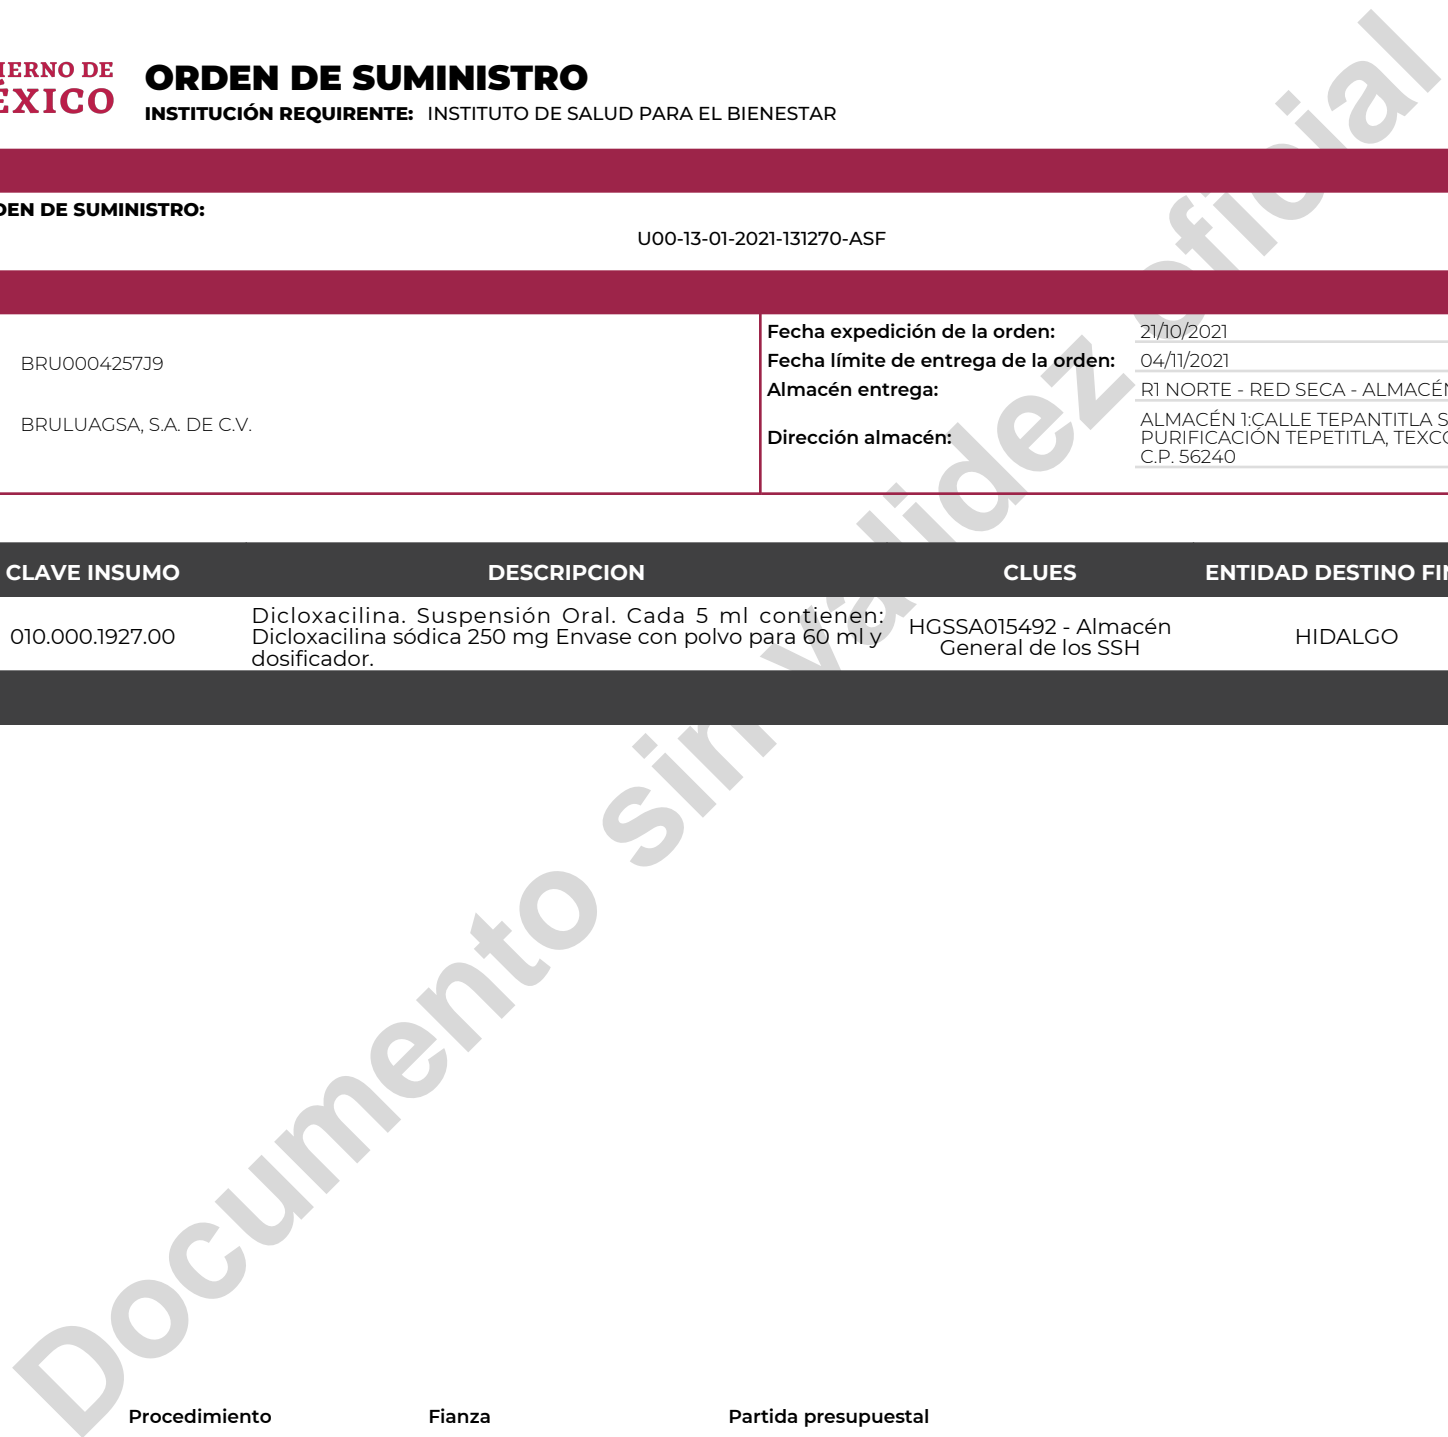 IERNO DE
ÉXICO
ORDEN DE SUMINISTRO
INSTITUCIÓN REQUIRENTE: INSTITUTO DE SALUD PARA EL BIENESTAR
DEN DE SUMINISTRO:
U00-13-01-2021-131270-ASF
BRU0004257J9
BRULUAGSA, S.A. DE C.V.
Fecha expedición de la orden: 21/10/2021
Fecha límite de entrega de la orden: 04/11/2021
Almacén entrega: R1 NORTE - RED SECA - ALMACÉN
Dirección almacén:
ALMACÉN 1:CALLE TEPANTITLA S
PURIFICACIÓN TEPETITLA, TEXCO
C.P. 56240
CLAVE INSUMO DESCRIPCION CLUES ENTIDAD DESTINO FIN
010.000.1927.00
Dicloxacilina. Suspensión Oral. Cada 5 ml contienen:
Dicloxacilina sódica 250 mg Envase con polvo para 60 ml y
dosificador.
HGSSA015492 - Almacén
General de los SSH
HIDALGO
Documento sin validez oficial
Procedimiento Fianza Partida presupuestal